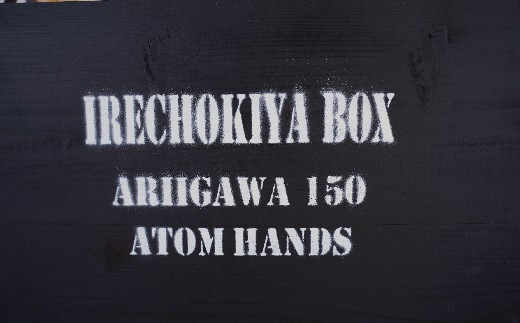 IRECHOKIYA BOX
ARIIGAWA 150
ATOM HANDS